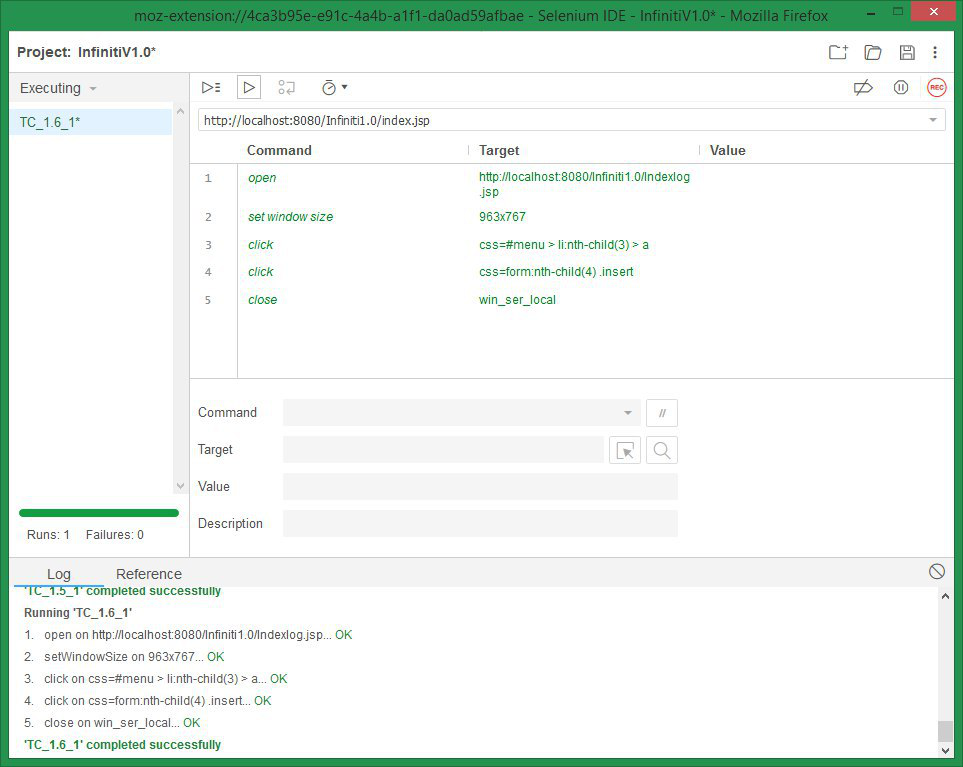 moz-extension://4ca3b95e-e91c-4a4b-a1f1-da0ad59afbae - Selenium IDE - InfinitiV1.0* - Mozilla Firefox
Project: InfinitiV1.0*
Executing
TC_1.6_1*
REC
http://localhost:8080/Infiniti1.0/index.jsp
Command Target Value
1 open http://localhost:8080/Infiniti1.0/Indexlog
.jsp
2 set window size 963x767
3 click css=#menu > li:nth-child(3) > a
4 click css=form:nth-child(4) .insert
5 close win_ser_local
Command //
Target
Value
Description
Runs: 1 Failures: 0
Log Reference
'TC_1.5_1' completed successfully
Running 'TC_1.6_1'
1. open on http://localhost:8080/Infiniti1.0/Indexlog.jsp... OK
2. setWindowSize on 963x767... OK
3. click on css=#menu > li:nth-child(3) > a... OK
4. click on css=form:nth-child(4) .insert... OK
5. close on win_ser_local... OK
'TC_1.6_1' completed successfully